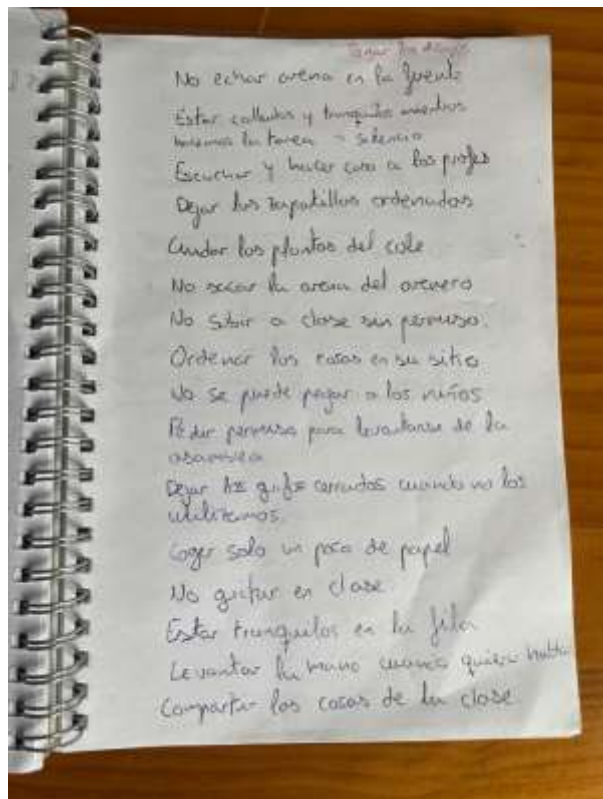 No echar arena en la fuente
Estar callados y tranquilos mientras
hacemos la tarea - silencio
Escuchar y hacer caso a los profes
Dejar las zapatillas ordenadas
Cuidar las plantas del cole
No sacar la arena del arenero
No subir a clase sin permiso.
Ordenar las cosas en su sitio
No se puede pegar a los niños
Pedir permiso para levantarse de la
asamblea
Dejar los grifos cerrados cuando no los
utilizamos.
Coger solo un poco de papel
No gritar en clase
Estar tranquilos en la fila
Levantar la mano cuando quiera hablar
Compartir las cosas de la clase.